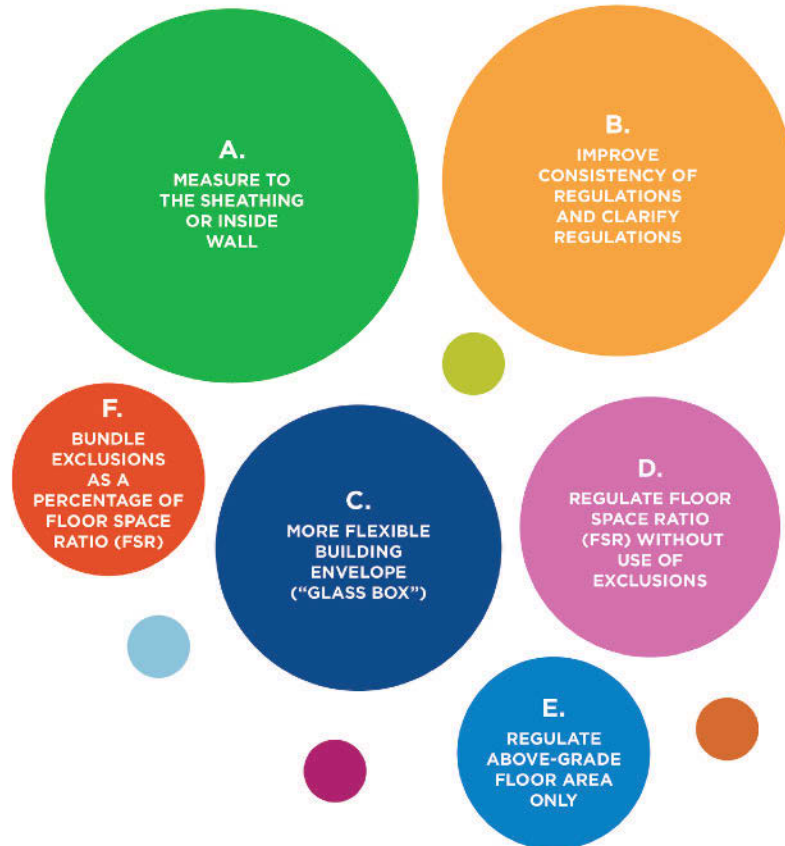 A.
MEASURE TO
THE SHEATHING
OR INSIDE
WALL
B.
IMPROVE
CONSISTENCY OF
REGULATIONS
AND CLARIFY
REGULATIONS
F.
BUNDLE
EXCLUSIONS
AS A
PERCENTAGE OF
FLOOR SPACE
RATIO (FSR)
C.
MORE FLEXIBLE
BUILDING
ENVELOPE
(“GLASS BOX”)
D.
REGULATE FLOOR
SPACE RATIO
(FSR) WITHOUT
USE OF
EXCLUSIONS
E.
REGULATE
ABOVE-GRADE
FLOOR AREA
ONLY